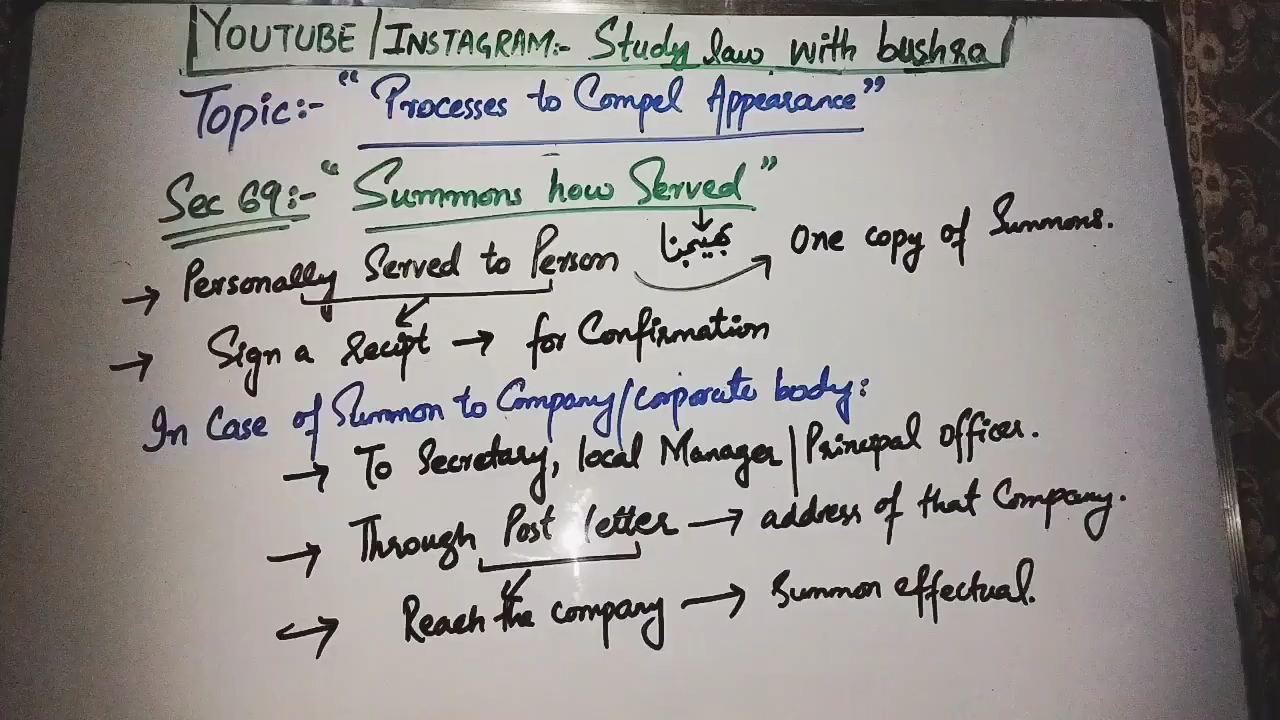 YOUTUBE/INSTAGRAM:- Study law with bushra
Topic:- "Processes to Compel Appearance"
Sec 69:- "Summons how Served"
بھیجنا
→ Personally Served to Person → One copy of Summons.
→ Sign a recipt → for Confirmation
In Case of Summon to Company/corporate body:
→ To Secretary, local Manager/Principal officer.
→ Through Post letter → address of that Company.
→ Reach the company → Summon effectual.